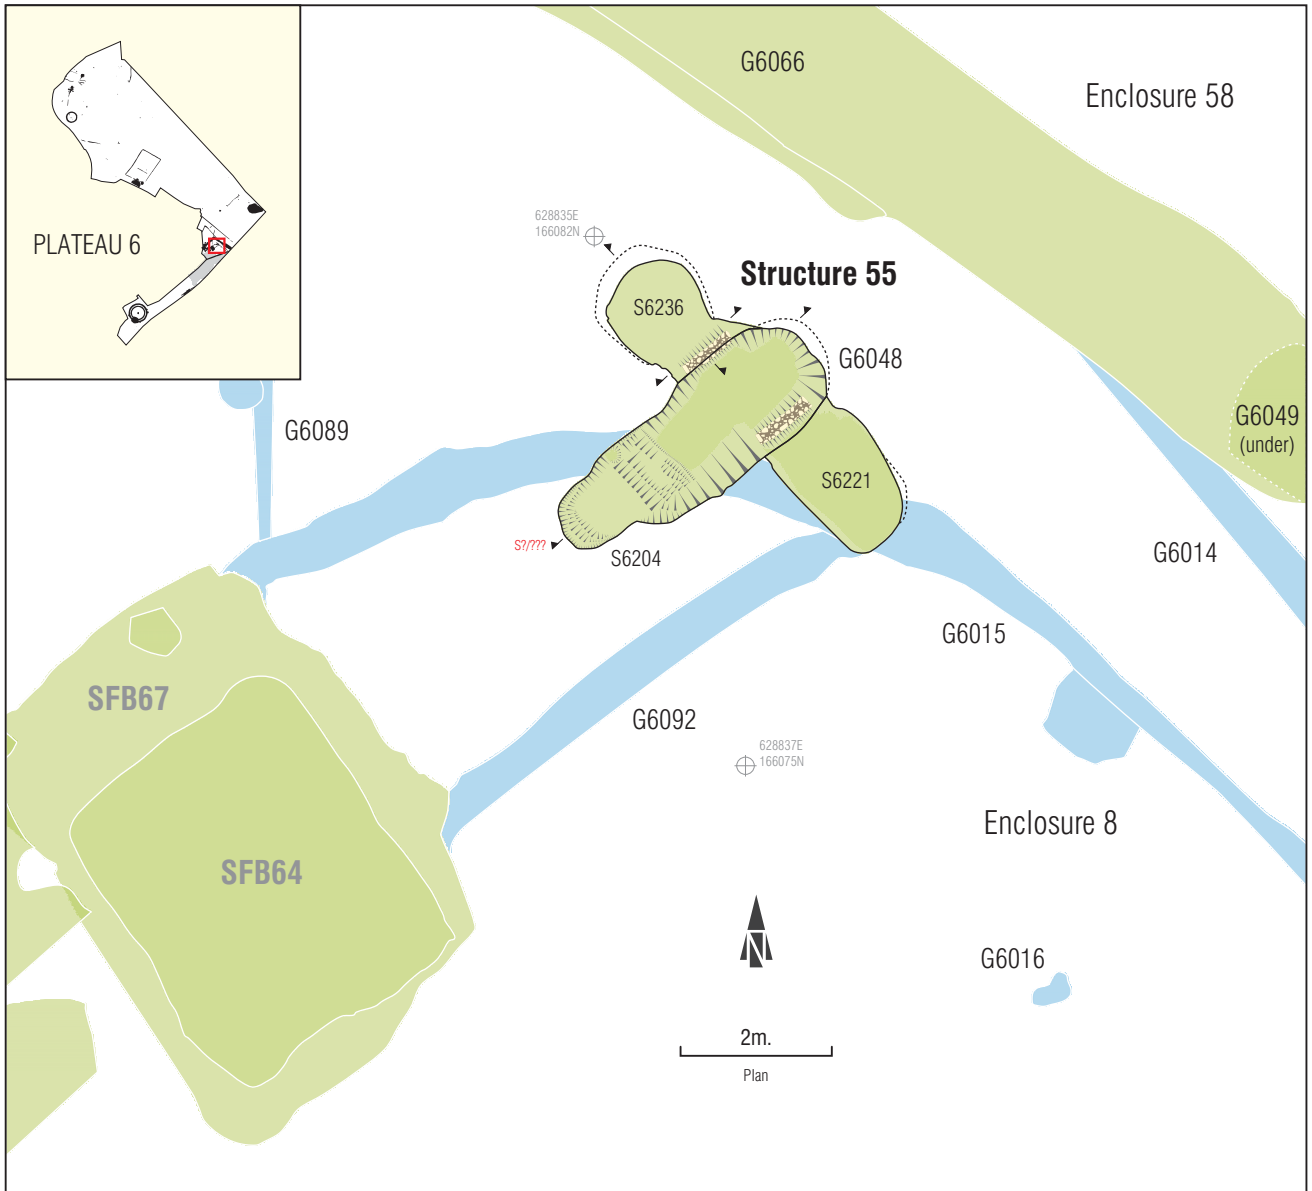 G6066
Enclosure 58
PLATEAU 6
628835E
166082N
Structure 55
S6236
G6048
G6089
G6049
(under)
S6221
S?/???
S6204
G6014
G6015
SFB67
G6092
628837E
166075N
Enclosure 8
SFB64
N
G6016
2m.
Plan